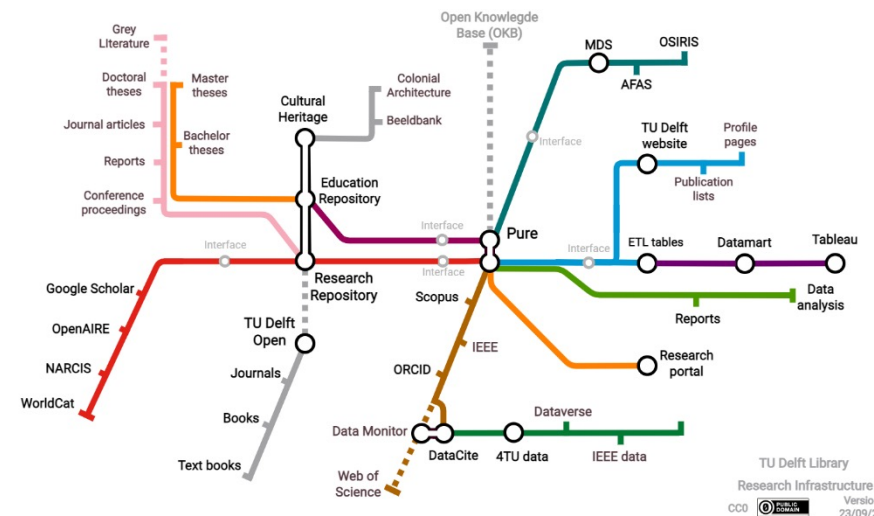 Grey
LIterature
Doctoral
theses
Master
theses
Journal articles
Bachelor
theses
Reports
Conference
proceedings
Cultural
Heritage
Colonial
Architecture
Beeldbank
Education
Repository
Open Knowlegde
Base (OKB)
MDS
OSIRIS
AFAS
Interface
TU Delft
website
Profile
pages
Publication
lists
Interface
Pure
Interface
ETL tables
Datamart
Tableau
Interface
Interface
Research
Repository
Google Scholar
OpenAIRE
NARCIS
WorldCat
TU Delft
Open
Journals
Books
Text books
Scopus
IEEE
ORCID
Reports
Data
analysis
Research
portal
Data Monitor
DataCite
4TU data
Dataverse
IEEE data
Web of
Science
TU Delft Library
Research Infrastructure
CC0
PUBLIC
DOMAIN
Versio
23/09/2